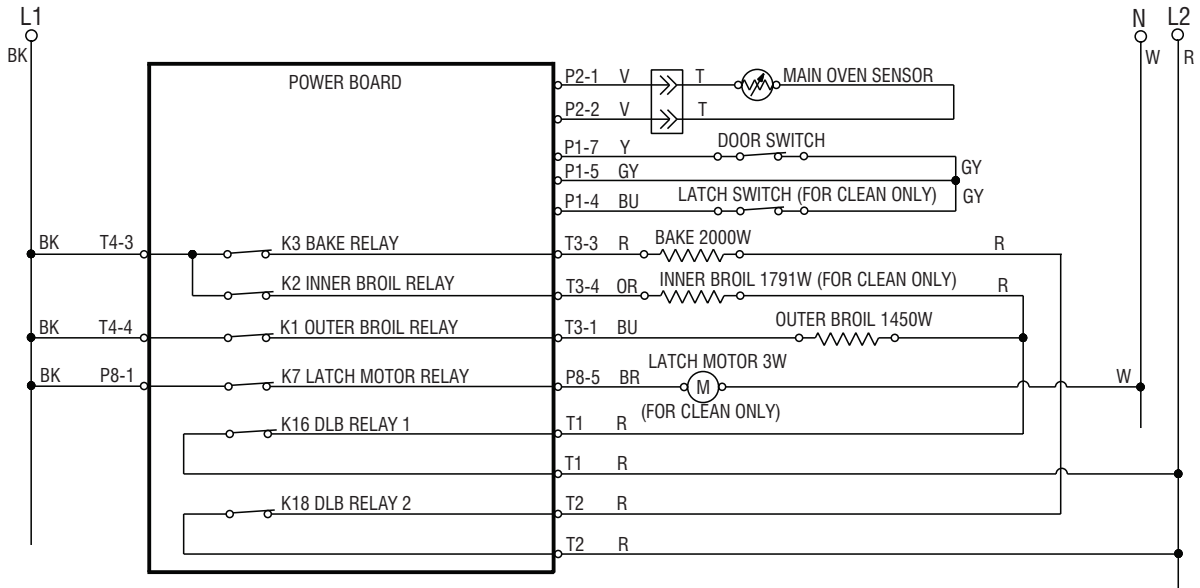 L1 N L2
BK W R
POWER BOARD
P2-1 V T MAIN OVEN SENSOR
P2-2 V T
DOOR SWITCH
P1-7 Y
GY
P1-5 GY
LATCH SWITCH (FOR CLEAN ONLY) GY
P1-4 BU
BK T4-3 K3 BAKE RELAY T3-3 R BAKE 2000W R
K2 INNER BROIL RELAY T3-4 OR INNER BROIL 1791W (FOR CLEAN ONLY) R
OUTER BROIL 1450W
BK T4-4 K1 OUTER BROIL RELAY T3-1 BU
LATCH MOTOR 3W
BK P8-1 K7 LATCH MOTOR RELAY P8-5 BR M W
(FOR CLEAN ONLY)
K16 DLB RELAY 1 T1 R
T1 R
K18 DLB RELAY 2 T2 R
T2 R